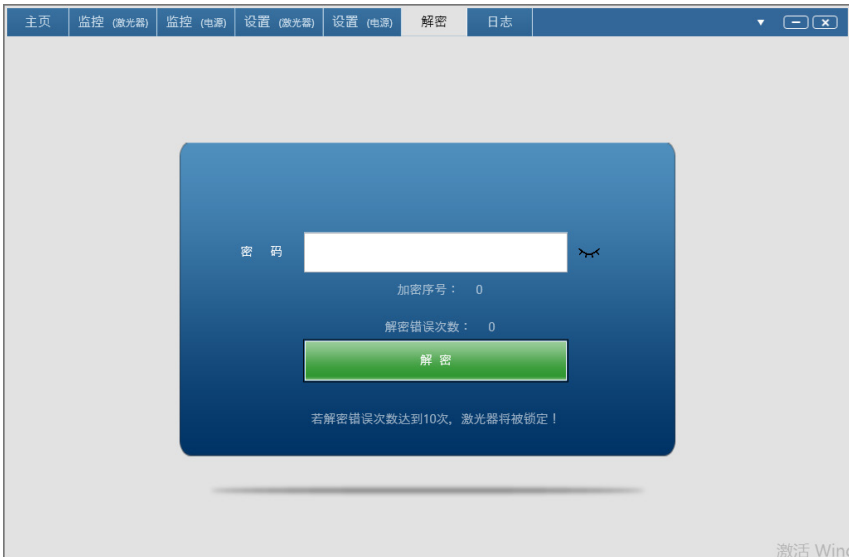 主页 监控 (激光器) 监控 (电源) 设置 (激光器) 设置 (电源) 解密 日志
密 码
加密序号： 0
解密错误次数： 0
解 密
若解密错误次数达到10次，激光器将被锁定！
激活 Win